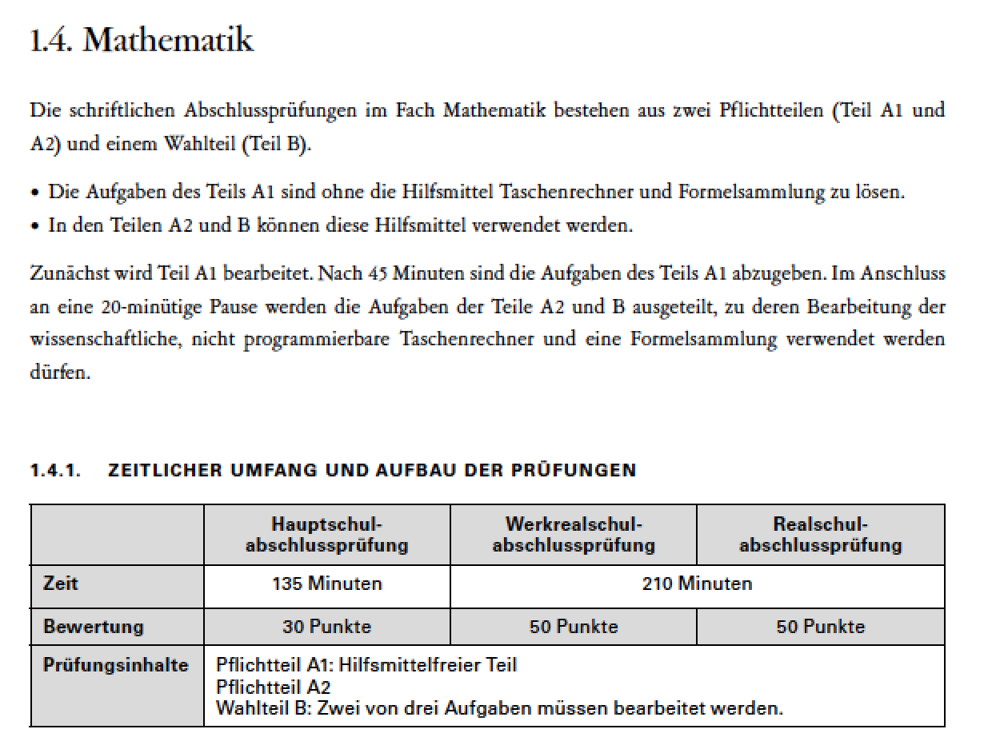 1.4. Mathematik
Die schriftlichen Abschlussprüfungen im Fach Mathematik bestehen aus zwei Pflichtteilen (Teil A1 und
A2) und einem Wahlteil (Teil B).
• Die Aufgaben des Teils A1 sind ohne die Hilfsmittel Taschenrechner und Formelsammlung zu lösen.
• In den Teilen A2 und B können diese Hilfsmittel verwendet werden.
Zunächst wird Teil A1 bearbeitet. Nach 45 Minuten sind die Aufgaben des Teils A1 abzugeben. Im Anschluss
an eine 20-minütige Pause werden die Aufgaben der Teile A2 und B ausgeteilt, zu deren Bearbeitung der
wissenschaftliche, nicht programmierbare Taschenrechner und eine Formelsammlung verwendet werden
dürfen.
1.4.1. ZEITLICHER UMFANG UND AUFBAU DER PRÜFUNGEN
Hauptschul- Werkrealschul- Realschul-
abschlussprüfung abschlussprüfung abschlussprüfung
Zeit 135 Minuten 210 Minuten
Bewertung 30 Punkte 50 Punkte 50 Punkte
Prüfungsinhalte Pflichtteil A1: Hilfsmittelfreier Teil
Pflichtteil A2
Wahlteil B: Zwei von drei Aufgaben müssen bearbeitet werden.